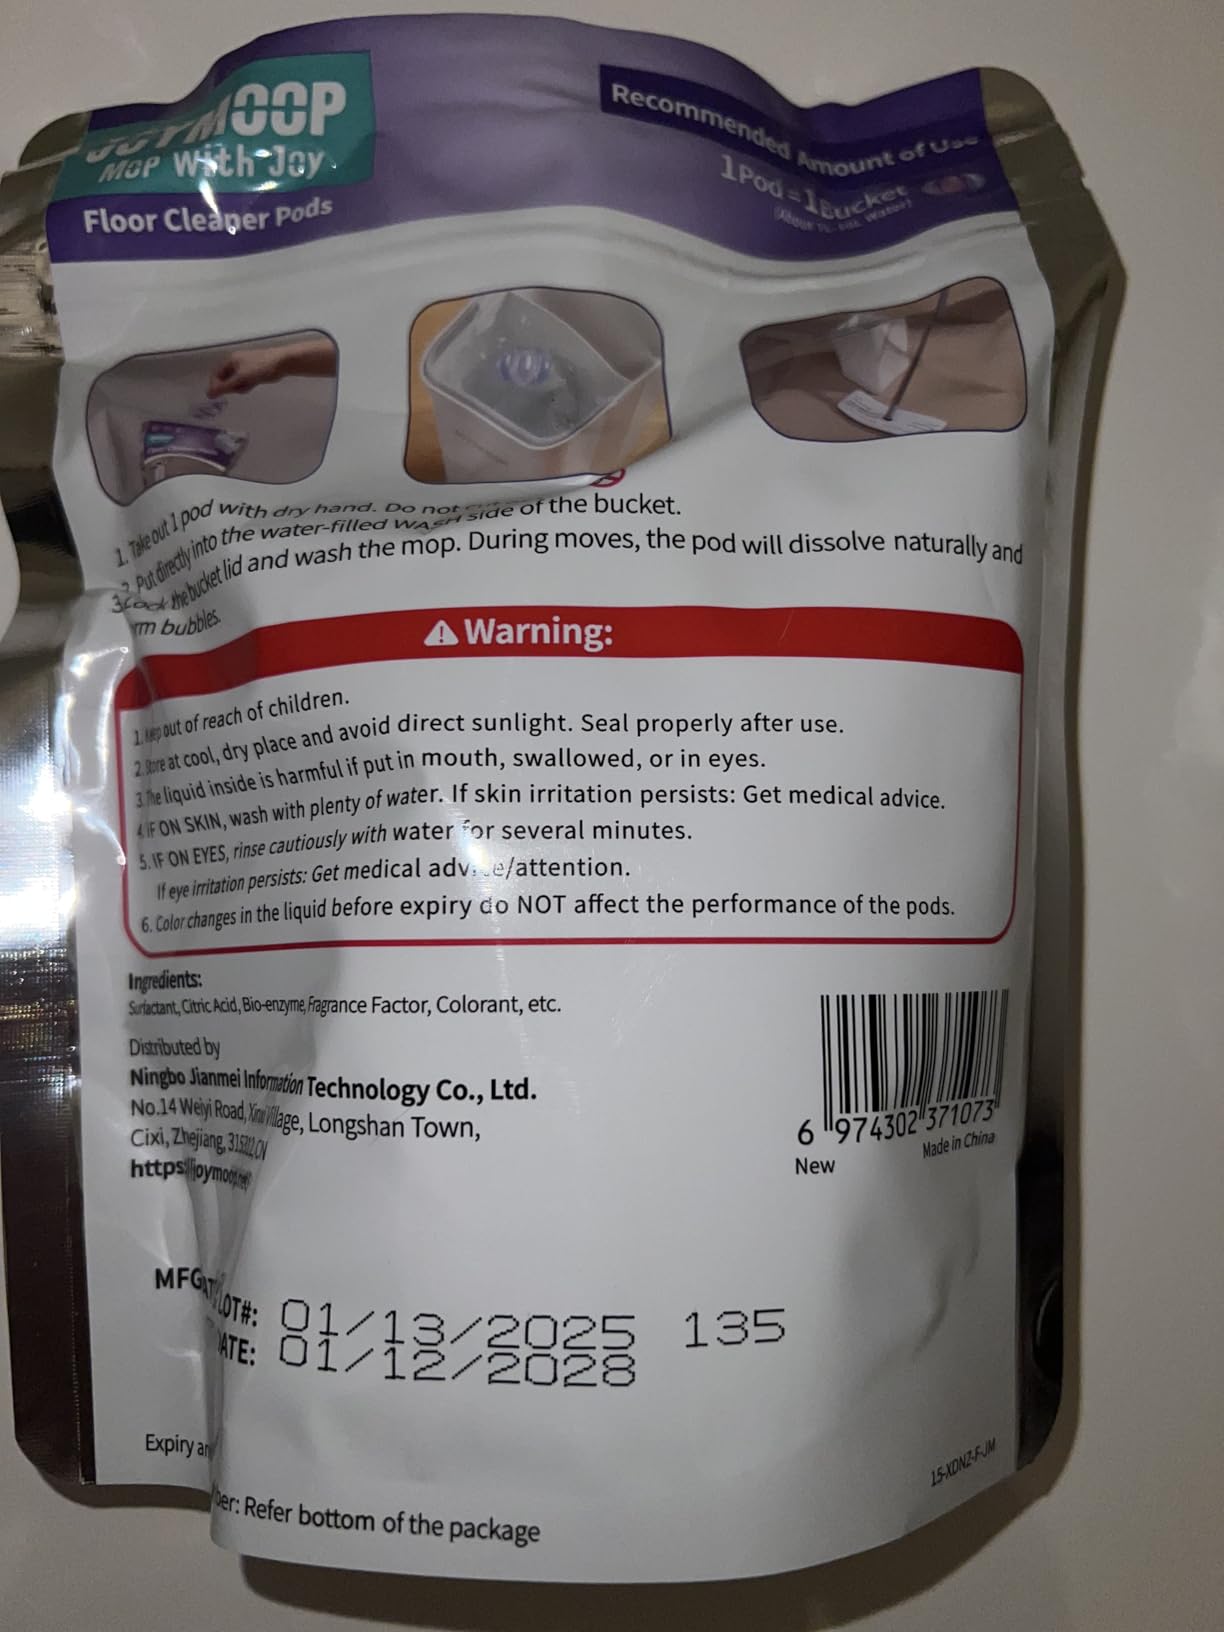 JOYMOOP
MOP With Joy
Floor Cleaner Pods
Recommended Amount of Use
1 Pod = 1 Bucket
Water)
1. Take out 1 pod with dry hand. Do not
2. Put directly into the water-filled WASH side of the bucket.
the bucket lid and wash the mop. During moves, the pod will dissolve naturally and
bubbles.
Warning:
1. Keep out of reach of children.
2. Store at cool, dry place and avoid direct sunlight. Seal properly after use.
3. The liquid inside is harmful if put in mouth, swallowed, or in eyes.
4. IF ON SKIN, wash with plenty of water. If skin irritation persists: Get medical advice.
5. IF ON EYES, rinse cautiously with water for several minutes.
If eye irritation persists: Get medical advice/attention.
6. Color changes in the liquid before expiry do NOT affect the performance of the pods.
Ingredients:
Surfactant, Citric Acid, Bio-enzyme, Fragrance Factor, Colorant, etc.
Distributed by
Ningbo Jianmei Information Technology Co., Ltd.
No.14 Weiyi Road, Village, Longshan Town,
Cixi, Zhejiang,
https://joymoop.net/
6 974302 371073
New
Made in China
MFG LOT#: 01/13/2025 135
DATE: 01/12/2028
Expiry
Refer bottom of the package
15-XDNZ-F-JM